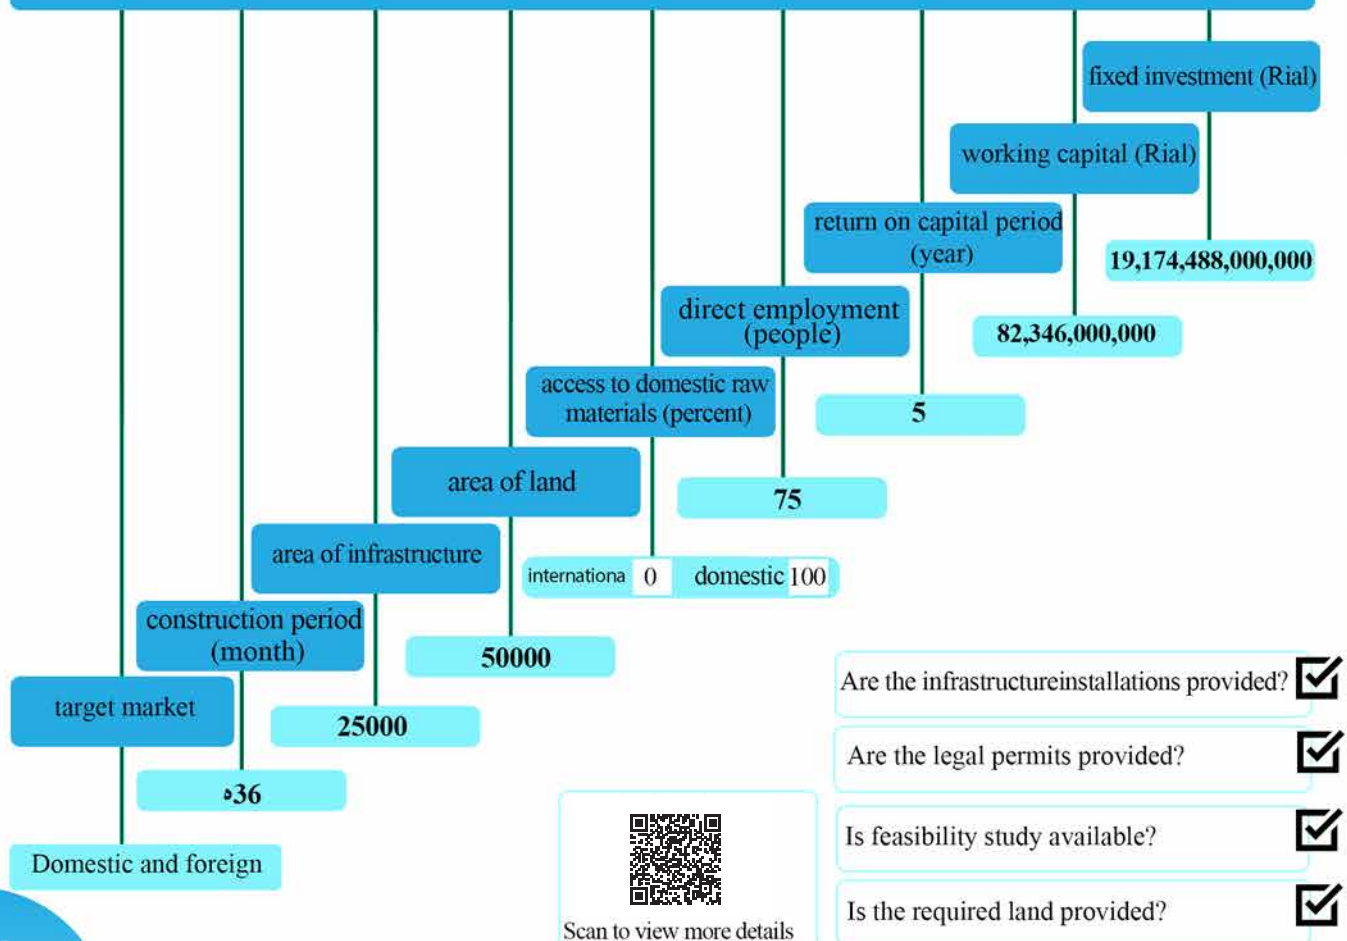 fixed investment (Rial)
19,174,488,000,000
working capital (Rial)
82,346,000,000
return on capital period
(year)
5
direct employment
(people)
75
access to domestic raw
materials (percent)
internationa 0 domestic 100
area of land
50000
area of infrastructure
25000
construction period
(month)
ه36
target market
Domestic and foreign
Are the infrastructureinstallations provided?
Are the legal permits provided?
Is feasibility study available?
Is the required land provided?
Scan to view more details